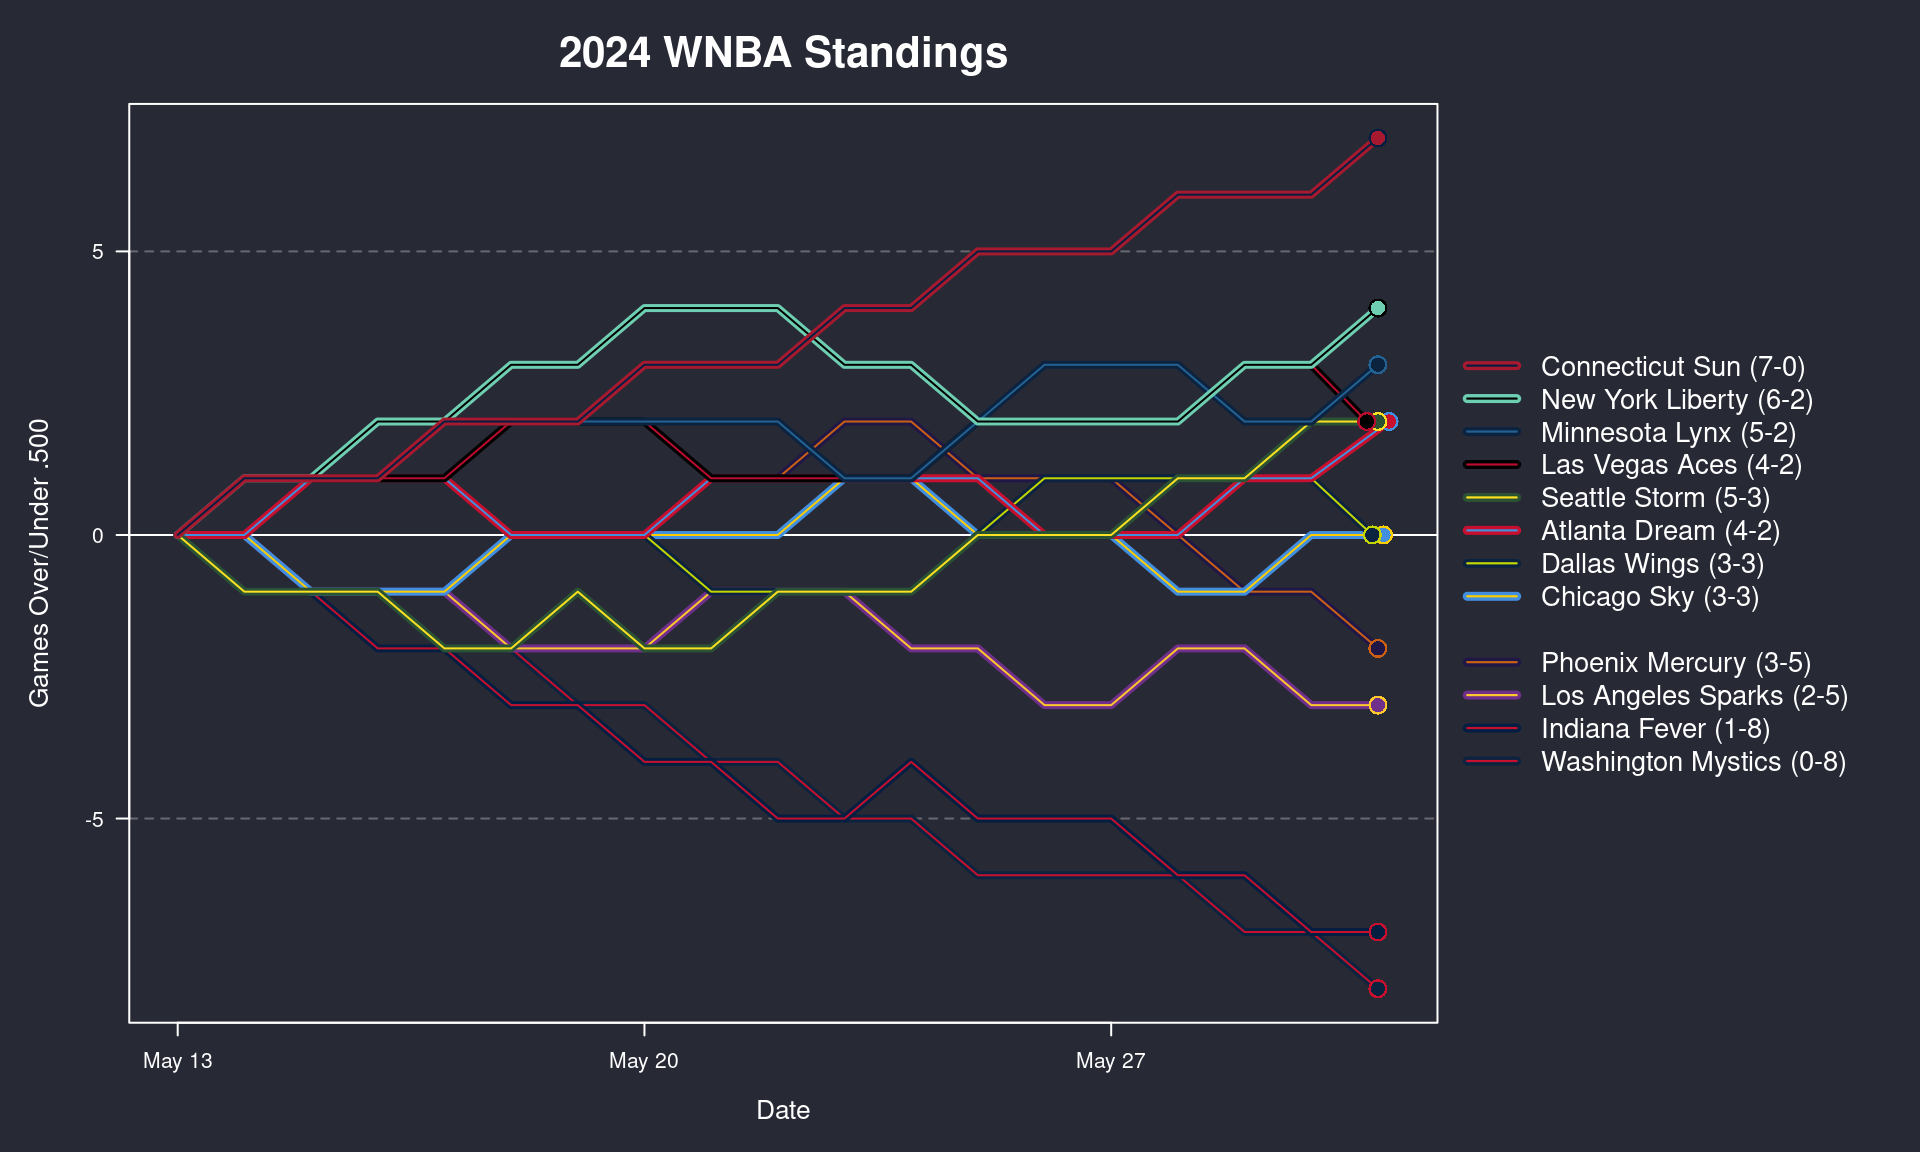 2024 WNBA Standings
Games Over/Under .500
5
0
-5
May 13
May 20
May 27
Date
Connecticut Sun (7-0)
New York Liberty (6-2)
Minnesota Lynx (5-2)
Las Vegas Aces (4-2)
Seattle Storm (5-3)
Atlanta Dream (4-2)
Dallas Wings (3-3)
Chicago Sky (3-3)
Phoenix Mercury (3-5)
Los Angeles Sparks (2-5)
Indiana Fever (1-8)
Washington Mystics (0-8)